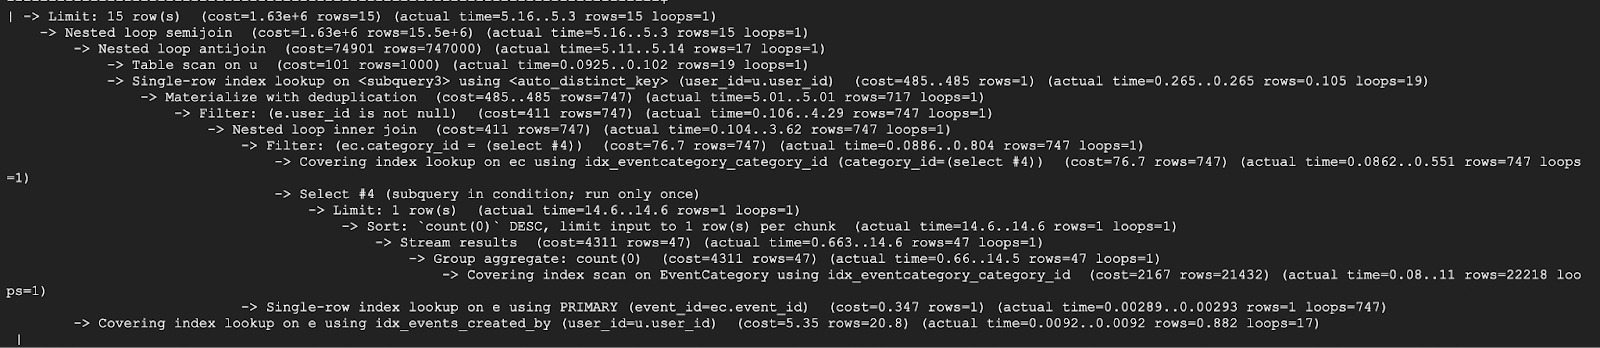 | -> Limit: 15 row(s)  (cost=1.63e+6 rows=15) (actual time=5.16..5.3 rows=15 loops=1)
    -> Nested loop semijoin  (cost=1.63e+6 rows=15.5e+6) (actual time=5.16..5.3 rows=15 loops=1)
        -> Nested loop antijoin  (cost=74901 rows=747000) (actual time=5.11..5.14 rows=17 loops=1)
            -> Table scan on u  (cost=101 rows=1000) (actual time=0.0925..0.102 rows=19 loops=1)
            -> Single-row index lookup on <subquery3> using <auto_distinct_key> (user_id=u.user_id)  (cost=485..485 rows=1) (actual time=0.265..0.265 rows=0.105 loops=19)
                -> Materialize with deduplication  (cost=485..485 rows=747) (actual time=5.01..5.01 rows=717 loops=1)
                    -> Filter: (e.user_id is not null)  (cost=411 rows=747) (actual time=0.106..4.29 rows=747 loops=1)
                        -> Nested loop inner join  (cost=411 rows=747) (actual time=0.104..3.62 rows=747 loops=1)
                            -> Filter: (ec.category_id = (select #4))  (cost=76.7 rows=747) (actual time=0.0886..0.804 rows=747 loops=1)
                                -> Covering index lookup on ec using idx_eventcategory_category_id (category_id=(select #4))  (cost=76.7 rows=747) (actual time=0.0862..0.551 rows=747 loops
=1)
                                -> Select #4 (subquery in condition; run only once)
                                    -> Limit: 1 row(s)  (actual time=14.6..14.6 rows=1 loops=1)
                                        -> Sort: `count(0)` DESC, limit input to 1 row(s) per chunk  (actual time=14.6..14.6 rows=1 loops=1)
                                            -> Stream results  (cost=4311 rows=47) (actual time=0.663..14.6 rows=47 loops=1)
                                                -> Group aggregate: count(0)  (cost=4311 rows=47) (actual time=0.66..14.5 rows=47 loops=1)
                                                    -> Covering index scan on EventCategory using idx_eventcategory_category_id  (cost=2167 rows=21432) (actual time=0.08..11 rows=22218 loo
ps=1)
                            -> Single-row index lookup on e using PRIMARY (event_id=ec.event_id)  (cost=0.347 rows=1) (actual time=0.00289..0.00293 rows=1 loops=747)
        -> Covering index lookup on e using idx_events_created_by (user_id=u.user_id)  (cost=5.35 rows=20.8) (actual time=0.0092..0.0092 rows=0.882 loops=17)
 |